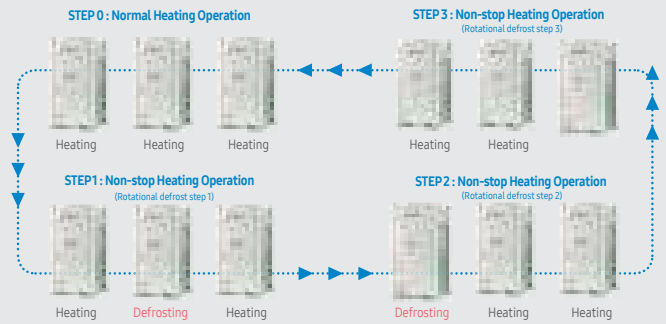 STEP 0 : Normal Heating Operation
Heating
Heating
Heating
STEP 3 : Non-stop Heating Operation
(Rotational defrost step 3)
Heating
Heating
STEP1 : Non-stop Heating Operation
(Rotational defrost step 1)
Heating
Defrosting
Heating
STEP 2 : Non-stop Heating Operation
(Rotational defrost step 2)
Defrosting
Heating
Heating